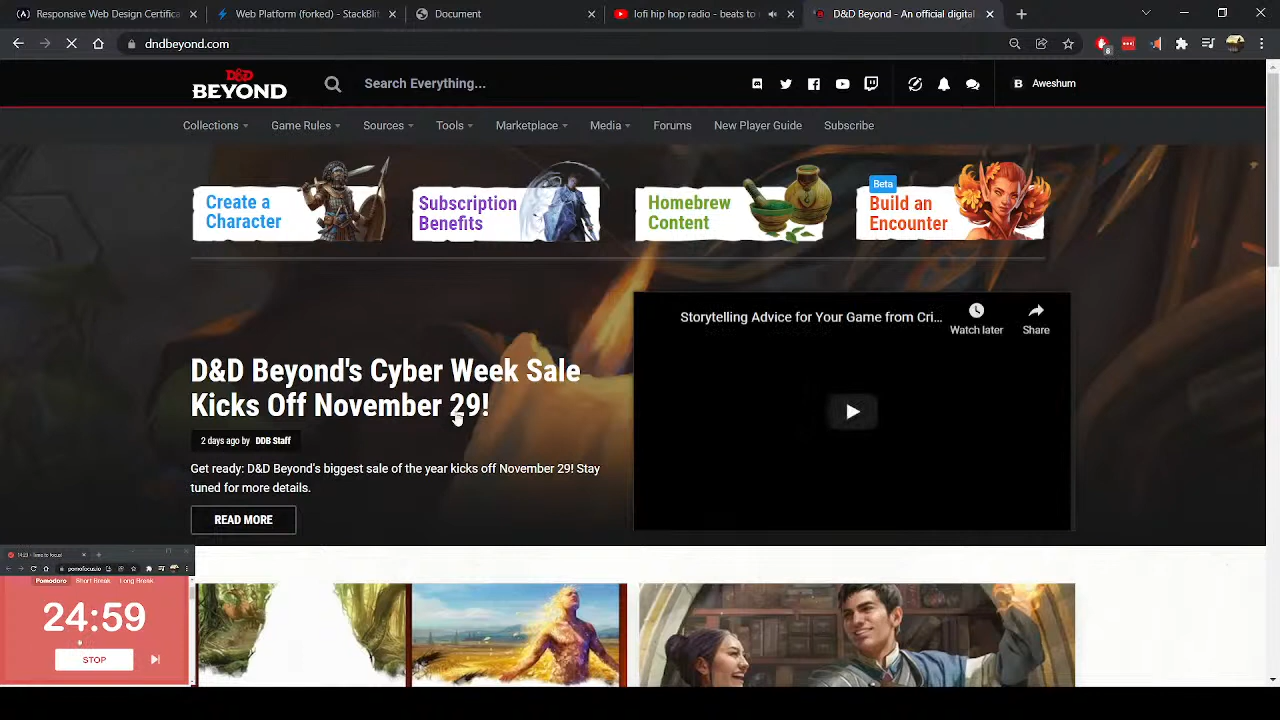 Responsive Web Design Certifica
Web Platform (forked) - StackBlit
Document
lofi hip hop radio - beats to
D&D Beyond - An official digital
dndbeyond.com
8
D&D
BEYOND
Search Everything...
B
Aweshum
Collections
Game Rules
Sources
Tools
Marketplace
Media
Forums
New Player Guide
Subscribe
Create a
Character
Subscription
Benefits
Homebrew
Content
Beta
Build an
Encounter
Storytelling Advice for Your Game from Cri...
Watch later
Share
D&D Beyond's Cyber Week Sale
Kicks Off November 29!
2 days ago by DDB Staff
Get ready: D&D Beyond's biggest sale of the year kicks off November 29! Stay
tuned for more details.
READ MORE
pomofocus.io
Pomodoro
Short Break
Long Break
24:59
STOP